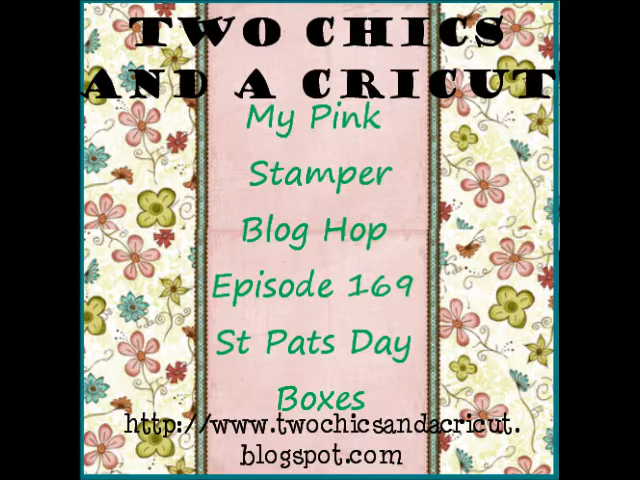 TWO CHICS
AND A CRICUT
My Pink
Stamper
Blog Hop
Episode 169
St Pats Day
Boxes
http://www.twochicsandacricut.
blogspot.com